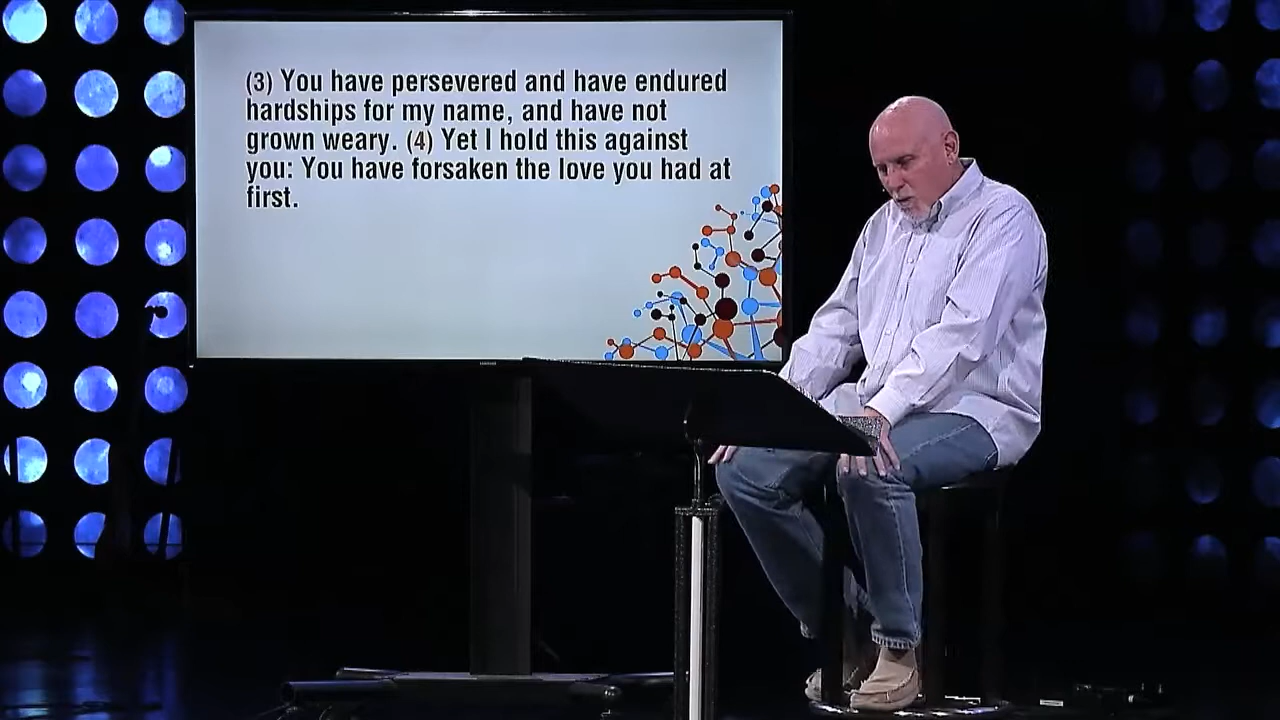 (3) You have persevered and have endured
hardships for my name, and have not
grown weary. (4) Yet I hold this against
you: You have forsaken the love you had at
first.
SAMSUNG